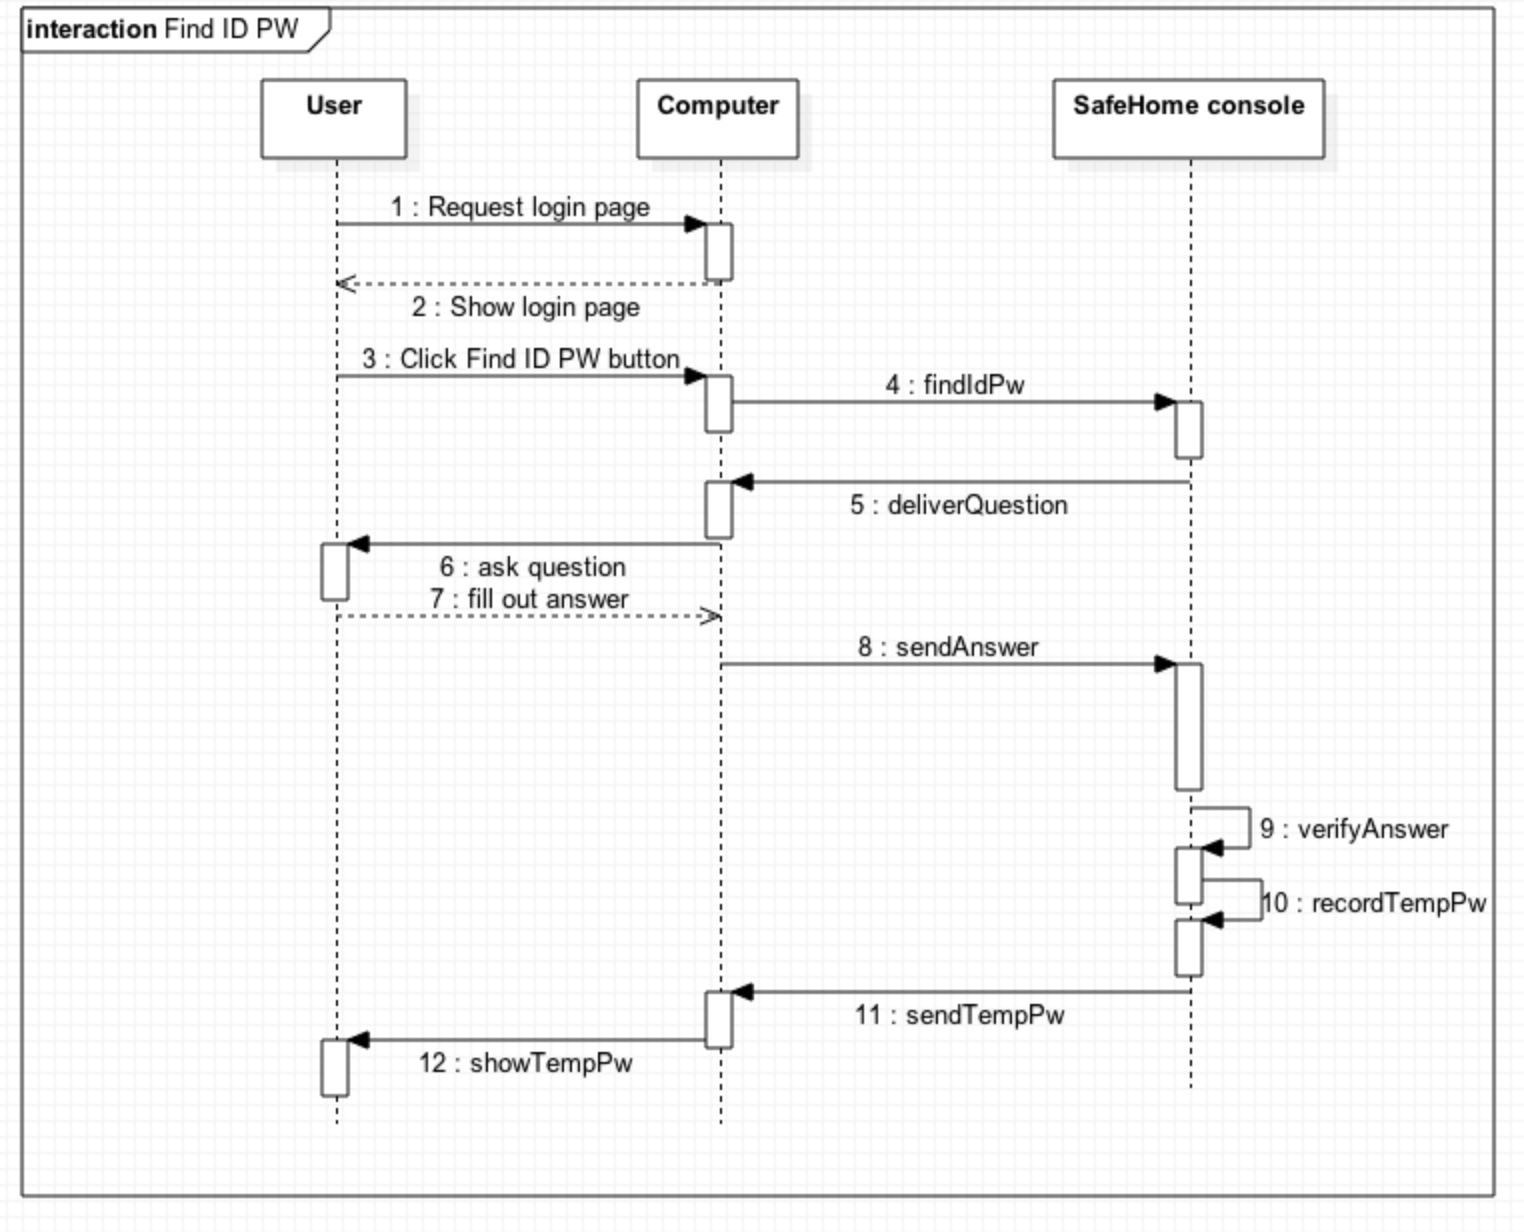 interaction Find ID PW
User
Computer
SafeHome console
1 : Request login page
2 : Show login page
3 : Click Find ID PW button
4 : findIdPw
5 : deliverQuestion
6 : ask question
7 : fill out answer
8 : sendAnswer
9 : verifyAnswer
10 : recordTempPw
11 : sendTempPw
12 : showTempPw